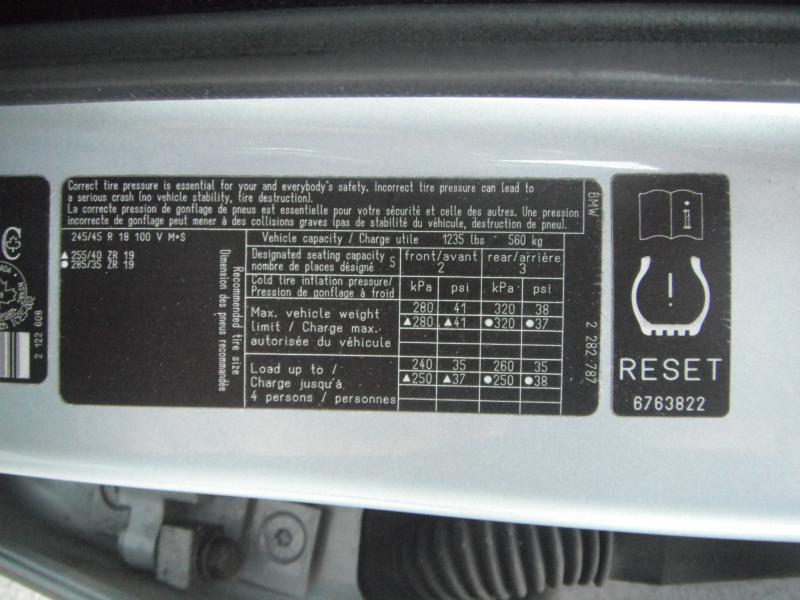 Correct tire pressure is essential for your and everybody's safety. Incorrect tire pressure can lead to
a serious crash (no vehicle stability, tire destruction).
La correcte pression de gonflage de pneus est essentielle pour votre sécurité et celle des autres. Une pression
incorrecte de gonflage peut mener à des collisions graves (pas de stabilité du véhicule, destruction de pneu).
BMW
245/45 R 18 100 V M+S
▲ 255/40 ZR 19
● 285/35 ZR 19
Recommended tire size
Dimension des pneus recommandée
Vehicle capacity / Charge utile 1235 lbs 560 kg
Designated seating capacity
nombre de places désigné 5 front/avant 2 rear/arrière 3
Cold tire inflation pressure/
Pression de gonflage à froid kPa psi kPa psi
280 41 320 38
Max. vehicle weight ▲280 ▲41 ●320 ●37
limit / Charge max.
autorisée du véhicule
240 35 260 35
Load up to / ▲250 ▲37 ●250 ●38
Charge jusqu'à
4 persons / personnes
2 282 787
i
!
RESET
6763822
2 122 608